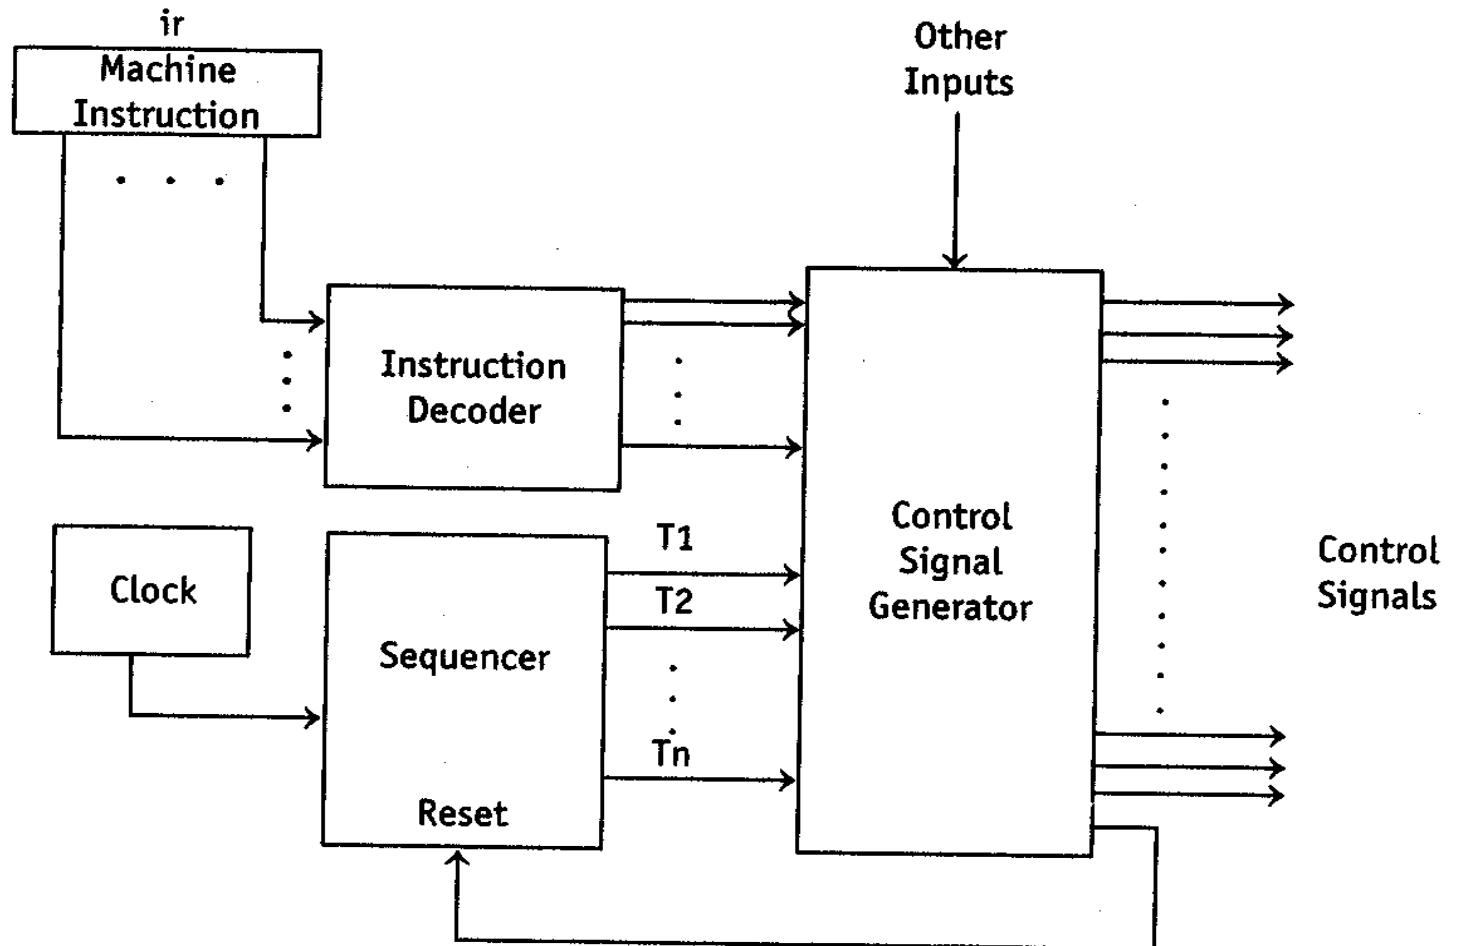 ir
Machine
Instruction
Other
Inputs
Instruction
Decoder
Clock
Sequencer
Reset
T1
T2
Tn
Control
Signal
Generator
Control
Signals